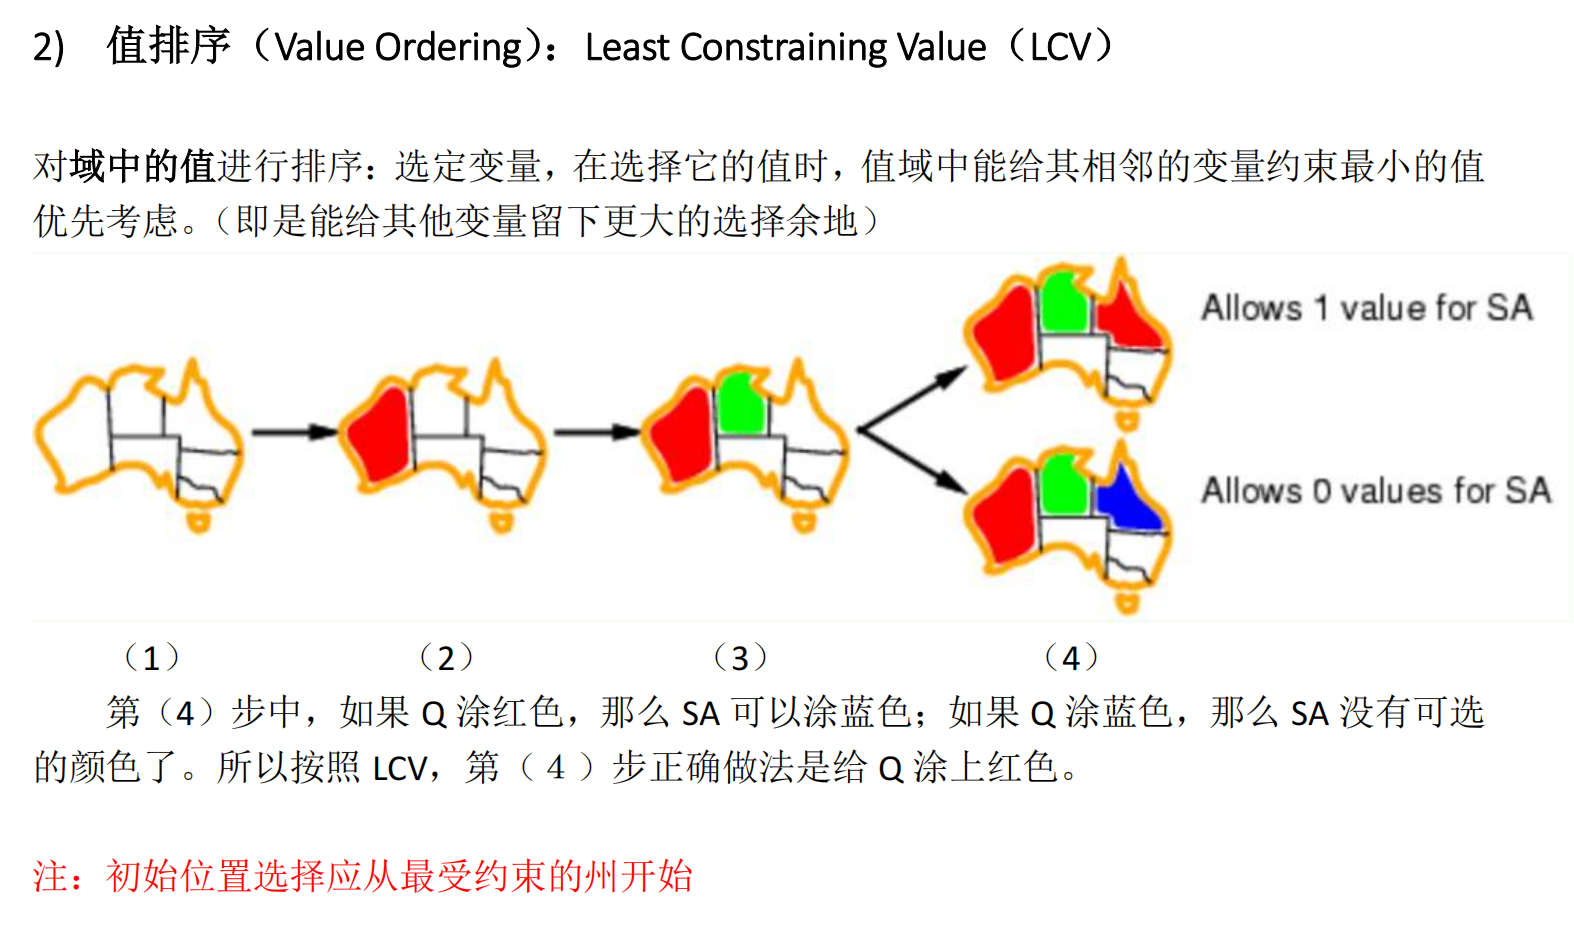 2) 值排序（Value Ordering）：Least Constraining Value（LCV）
对域中的值进行排序：选定变量，在选择它的值时，值域中能给其相邻的变量约束最小的值
优先考虑。（即是能给其他变量留下更大的选择余地）
Allows 1 value for SA
Allows 0 values for SA
（1） （2） （3） （4）
第（4）步中，如果 Q 涂红色，那么 SA 可以涂蓝色；如果 Q 涂蓝色，那么 SA 没有可选
的颜色了。所以按照 LCV，第（４）步正确做法是给 Q 涂上红色。
注：初始位置选择应从最受约束的州开始